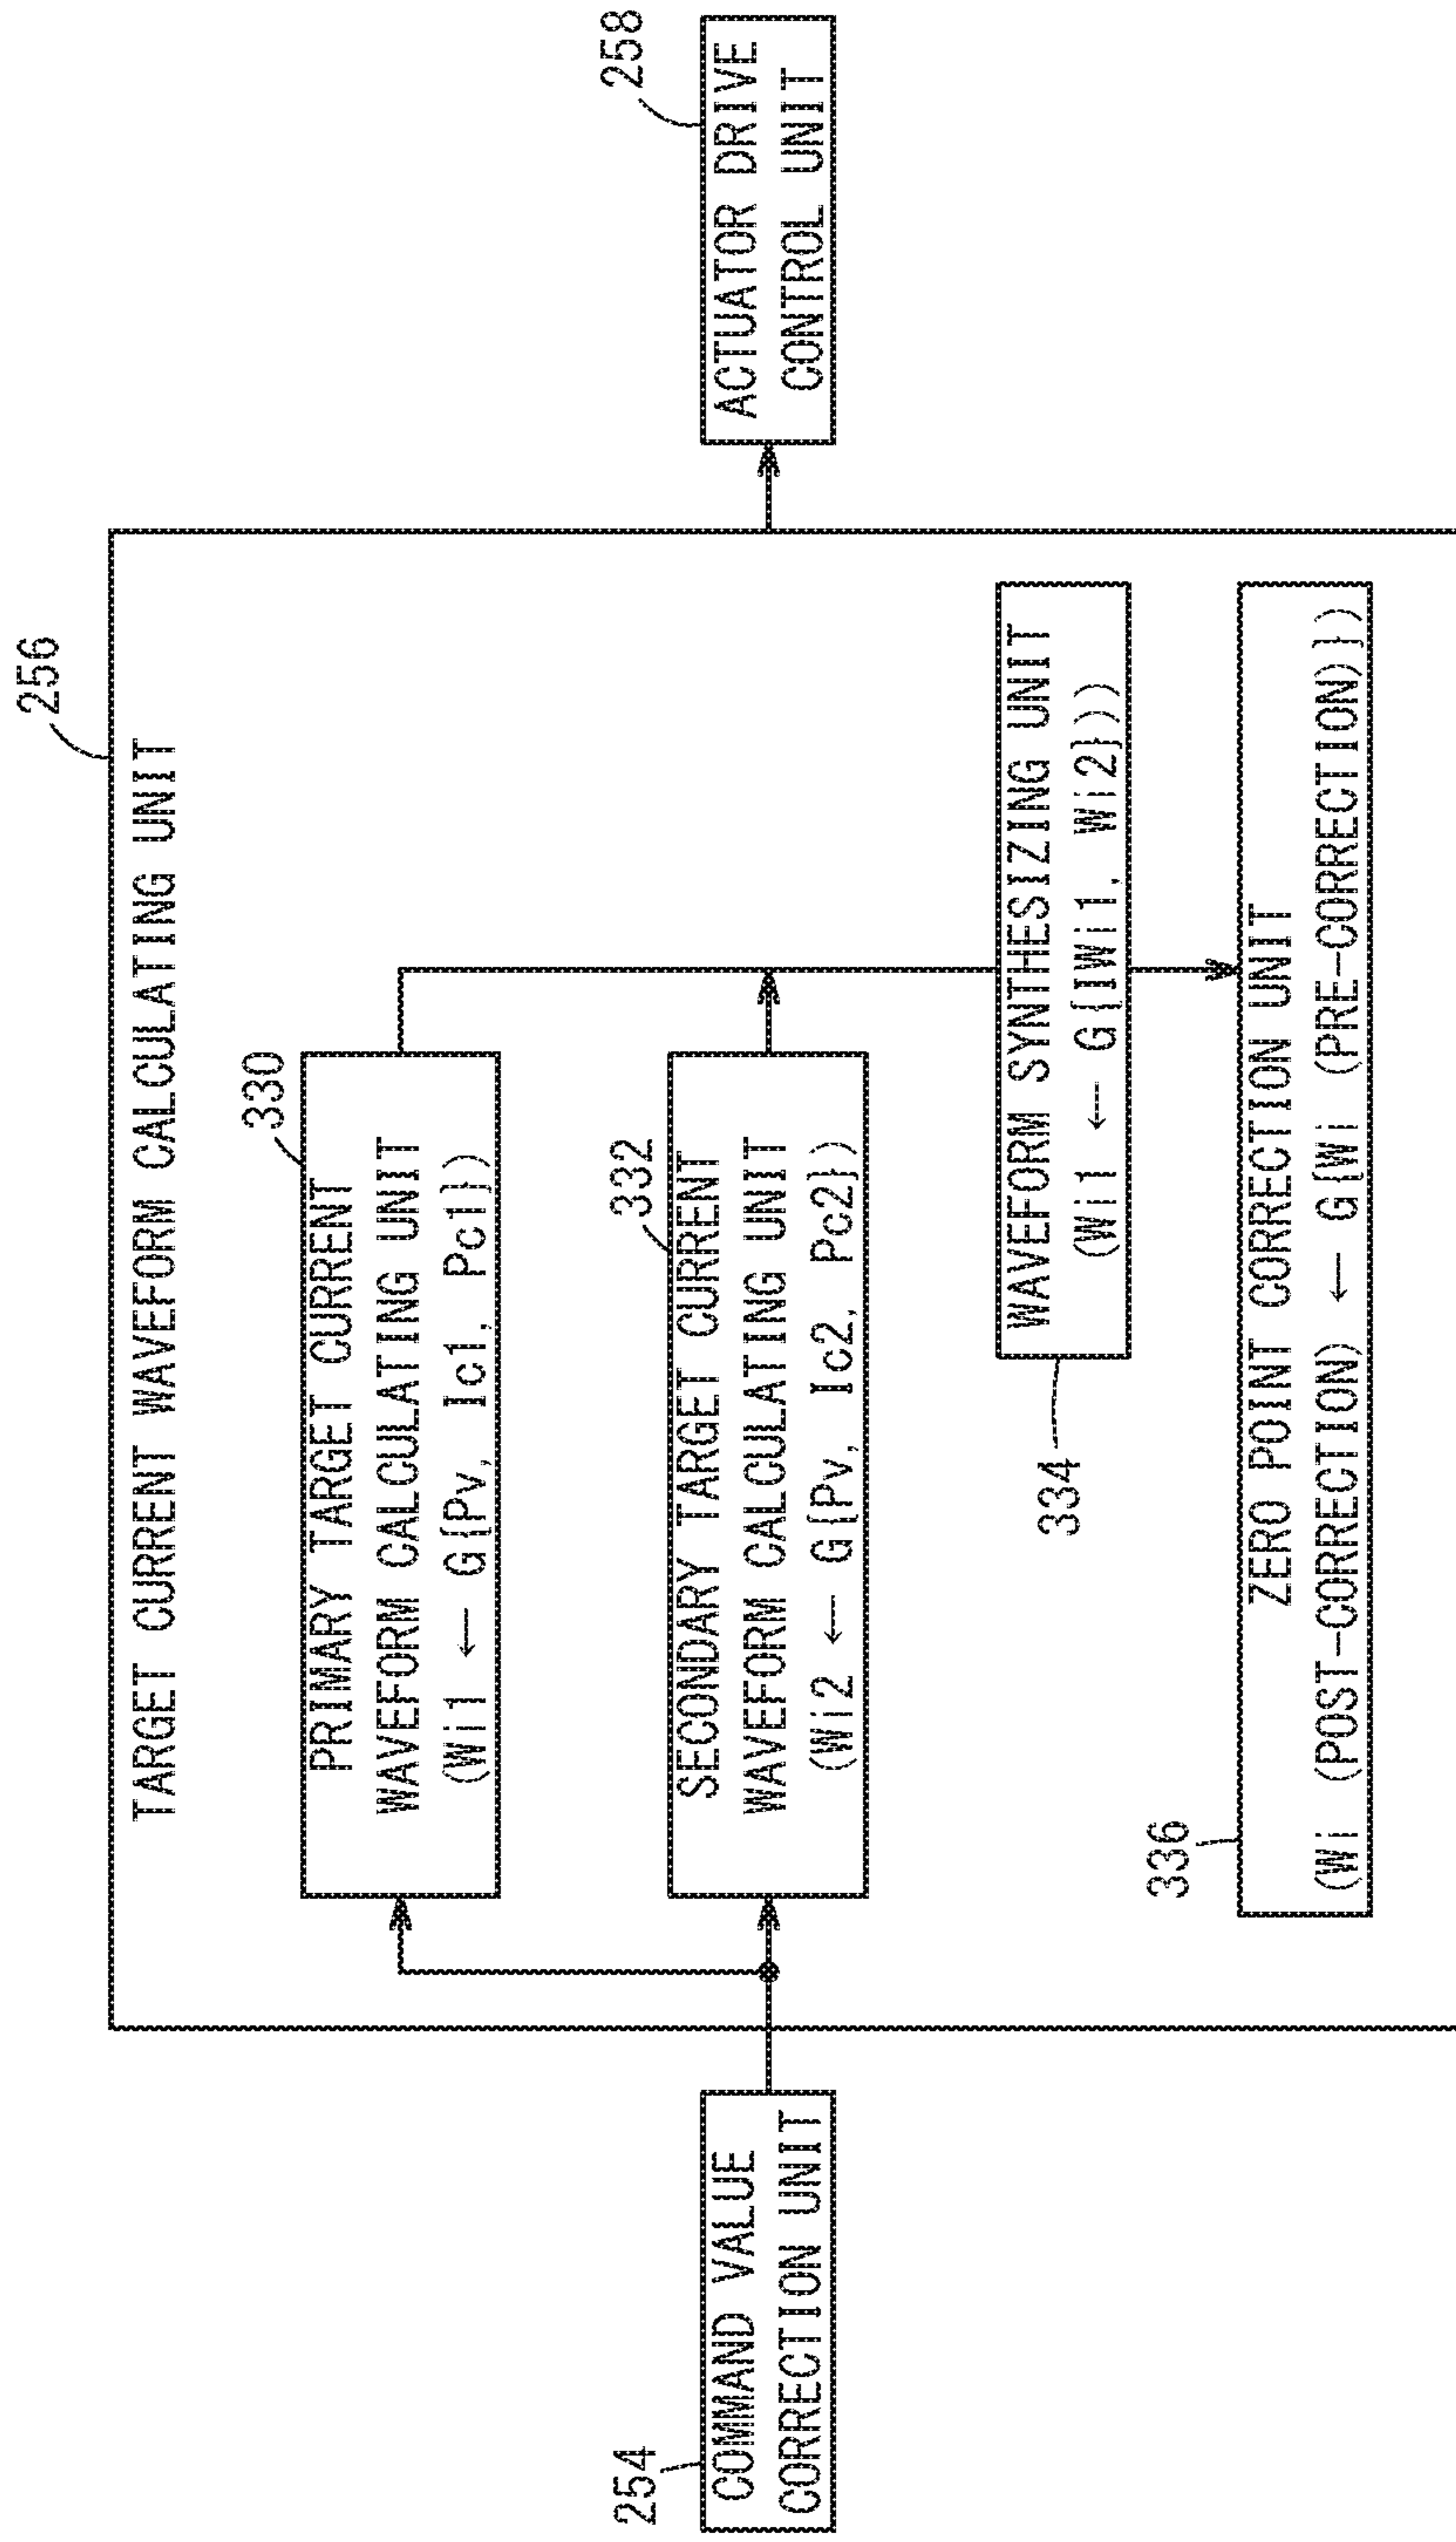 256
TARGET CURRENT WAVEFORM CALCULATING UNIT
330
PRIMARY TARGET CURRENT
WAVEFORM CALCULATING UNIT
(Wi1 ← G{Pv, Ic1, Pc1})
254
COMMAND VALUE
CORRECTION UNIT
332
SECONDARY TARGET CURRENT
WAVEFORM CALCULATING UNIT
(Wi2 ← G{Pv, Ic2, Pc2})
258
ACTUATOR DRIVE
CONTROL UNIT
334
WAVEFORM SYNTHESIZING UNIT
(Wi1 ← G{IWi1, Wi2}))
336
ZERO POINT CORRECTION UNIT
(Wi (POST-CORRECTION) ← G{Wi (PRE-CORRECTION)})